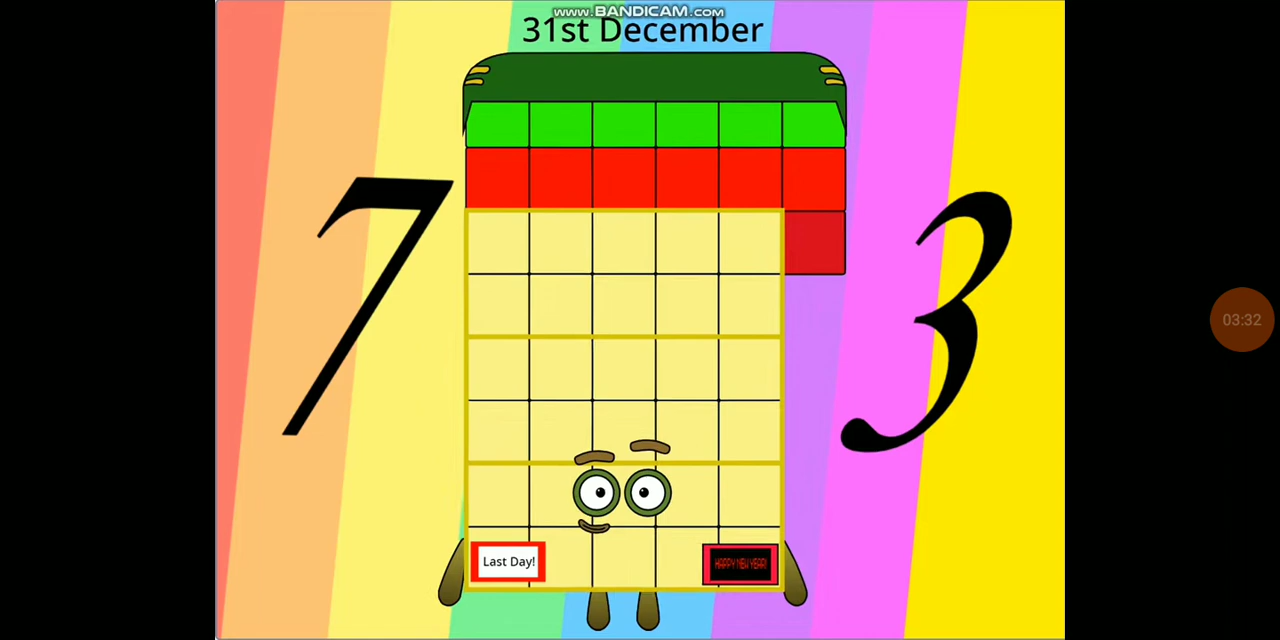 www.BANDICAM.com
31st December
7 3
03:32
Last Day!
HAPPY NEW YEAR!